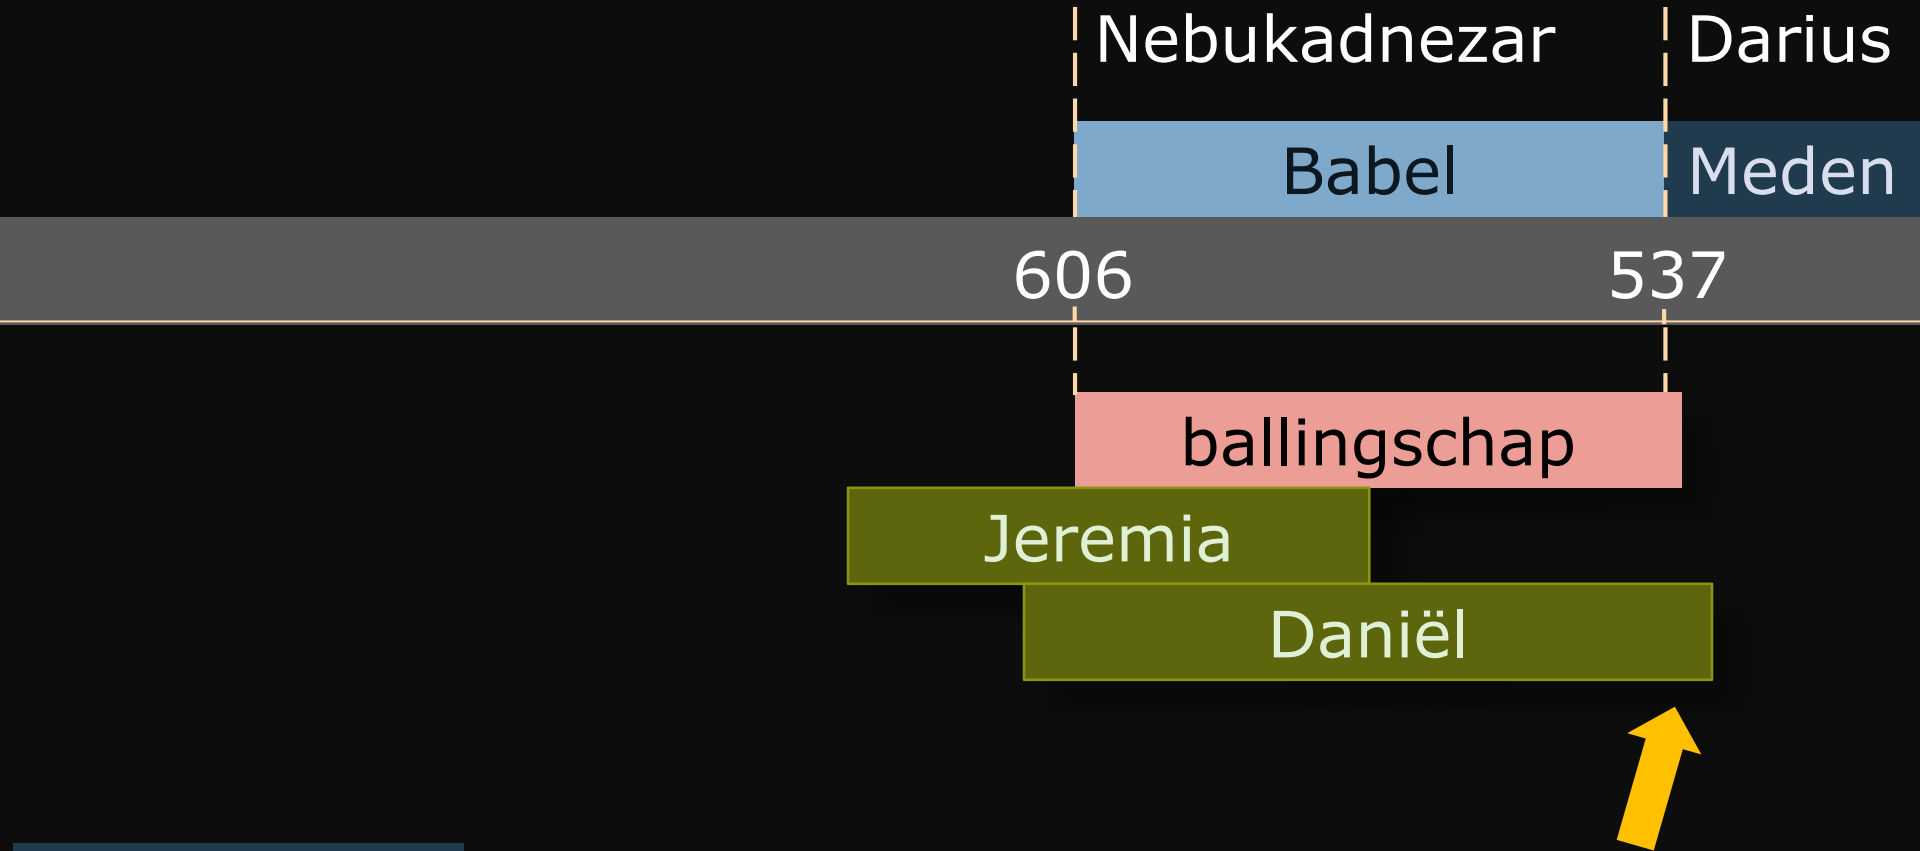 Nebukadnezar Darius
Babel Meden
606 537
ballingschap
Jeremia
Daniël